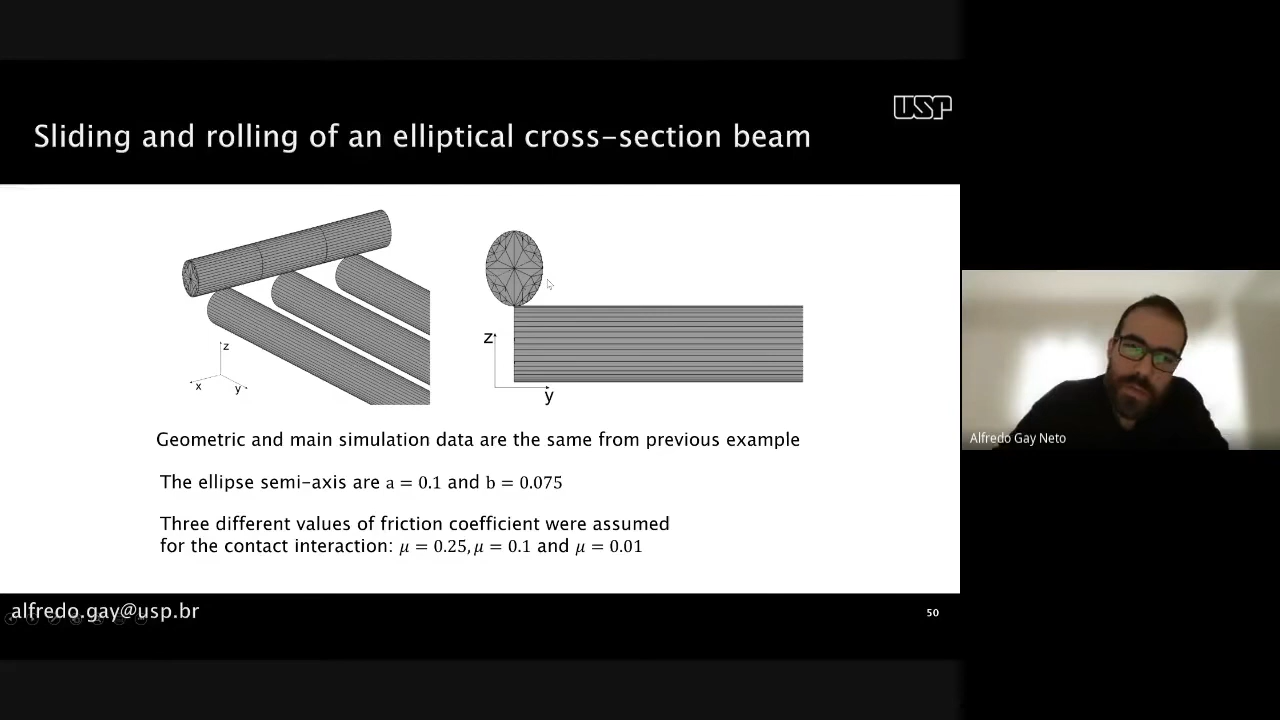 USP
Sliding and rolling of an elliptical cross-section beam
z
x
y
z
y
Geometric and main simulation data are the same from previous example
The ellipse semi-axis are a = 0.1 and b = 0.075
Three different values of friction coefficient were assumed
for the contact interaction: μ = 0.25, μ = 0.1 and μ = 0.01
Alfredo Gay Neto
alfredo.gay@usp.br
50